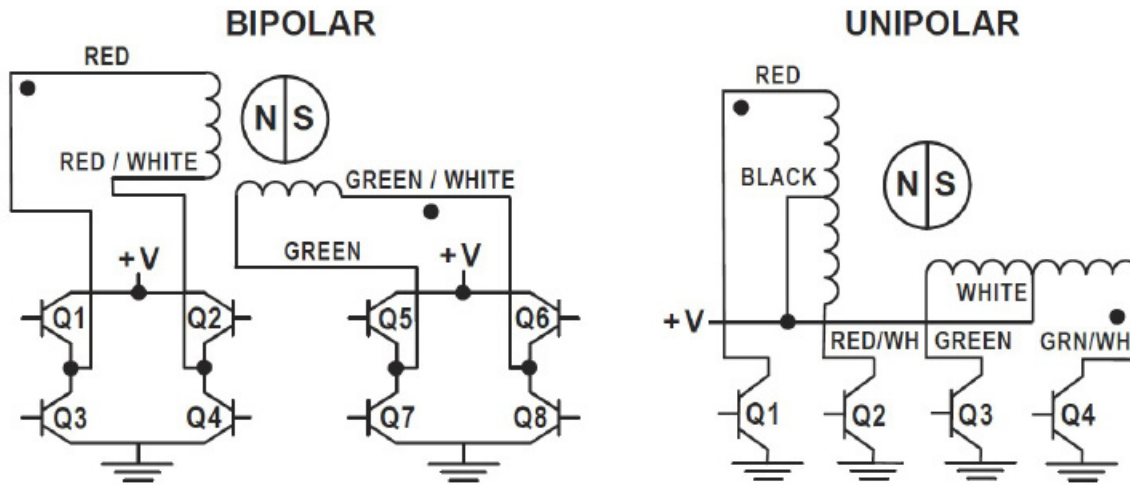 BIPOLAR
RED
N S
RED / WHITE
GREEN / WHITE
GREEN
+V
+V
Q1
Q2
Q5
Q6
Q3
Q4
Q7
Q8
UNIPOLAR
RED
BLACK
N S
WHITE
+V
RED/WH
GREEN
GRN/WH
Q1
Q2
Q3
Q4